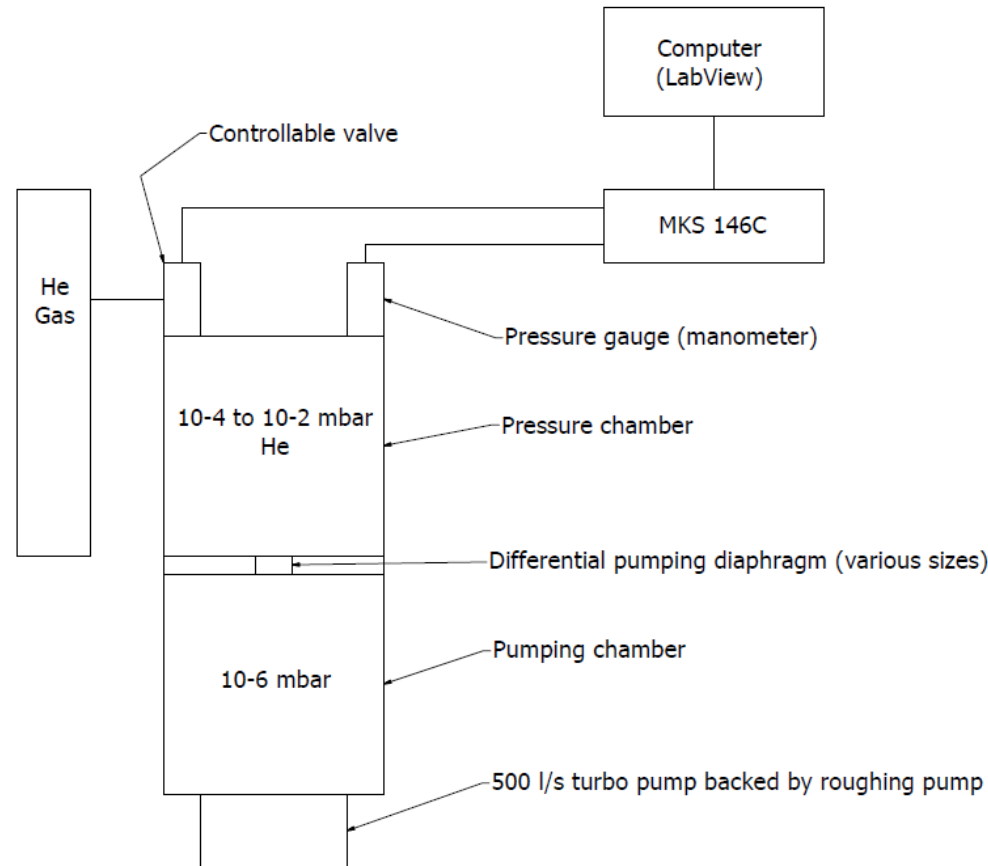 Computer
(LabView)
Controllable valve
MKS 146C
He
Gas
Pressure gauge (manometer)
10-4 to 10-2 mbar
He
Pressure chamber
Differential pumping diaphragm (various sizes)
Pumping chamber
10-6 mbar
500 l/s turbo pump backed by roughing pump